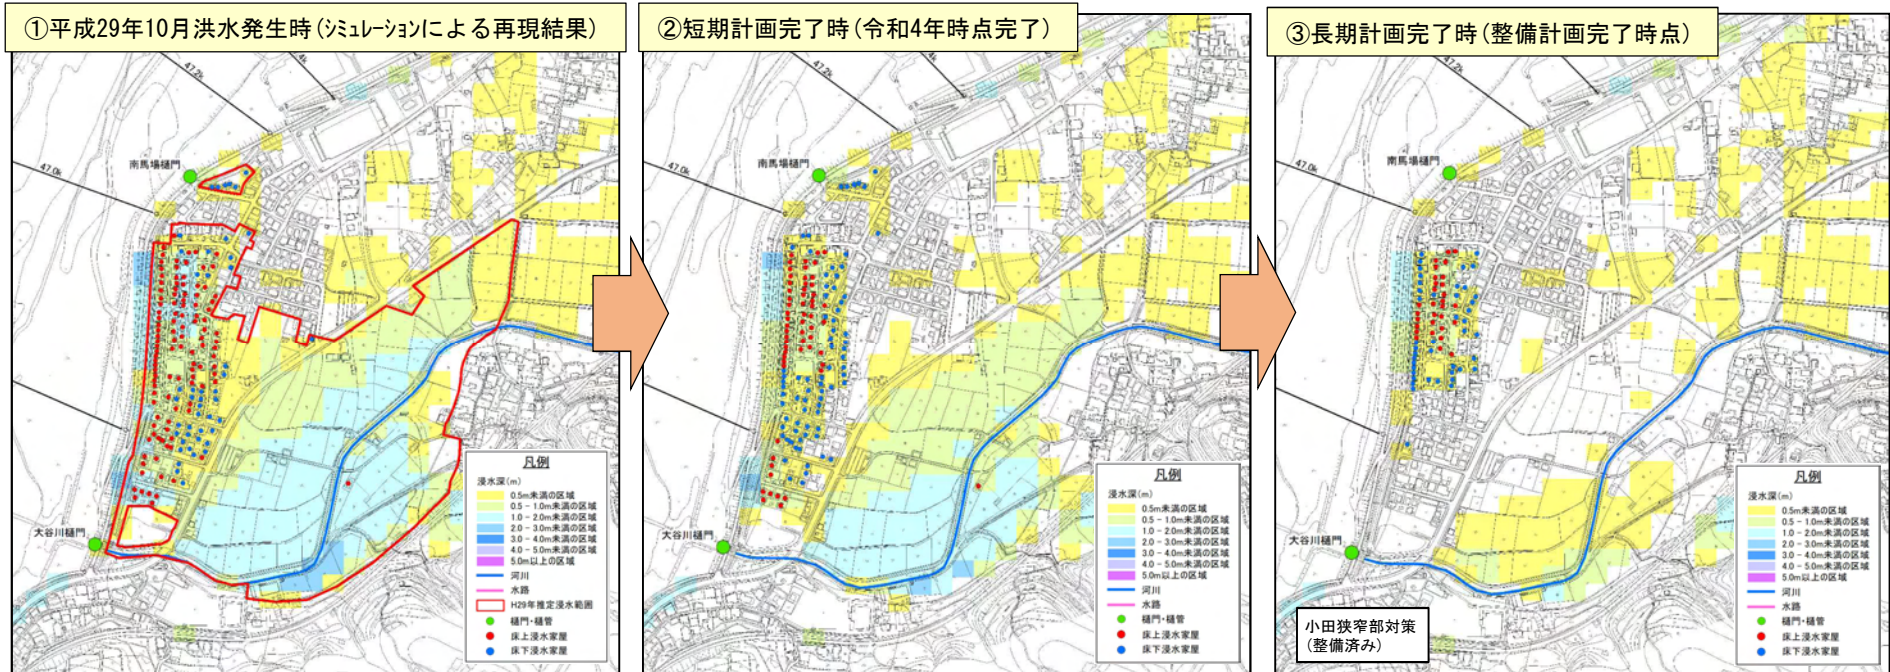 ①平成29年10月洪水発生時(ｼﾐｭﾚｰｼｮﾝによる再現結果)
47.2k
4k
南馬場樋門
47.0k
大谷川樋門
凡例
浸水深(m)
0.5m未満の区域
0.5 - 1.0m未満の区域
1.0 - 2.0m未満の区域
2.0 - 3.0m未満の区域
3.0 - 4.0m未満の区域
4.0 - 5.0m未満の区域
5.0m以上の区域
河川
水路
H29年推定浸水範囲
樋門・樋管
床上浸水家屋
床下浸水家屋
②短期計画完了時(令和4年時点完了)
47.2k
4k
南馬場樋門
47.0k
大谷川樋門
凡例
浸水深(m)
0.5m未満の区域
0.5 - 1.0m未満の区域
1.0 - 2.0m未満の区域
2.0 - 3.0m未満の区域
3.0 - 4.0m未満の区域
4.0 - 5.0m未満の区域
5.0m以上の区域
河川
水路
樋門・樋管
床上浸水家屋
床下浸水家屋
③長期計画完了時(整備計画完了時点)
47.2k
4k
南馬場樋門
47.0k
大谷川樋門
小田狭窄部対策
(整備済み)
凡例
浸水深(m)
0.5m未満の区域
0.5 - 1.0m未満の区域
1.0 - 2.0m未満の区域
2.0 - 3.0m未満の区域
3.0 - 4.0m未満の区域
4.0 - 5.0m未満の区域
5.0m以上の区域
河川
水路
樋門・樋管
床上浸水家屋
床下浸水家屋